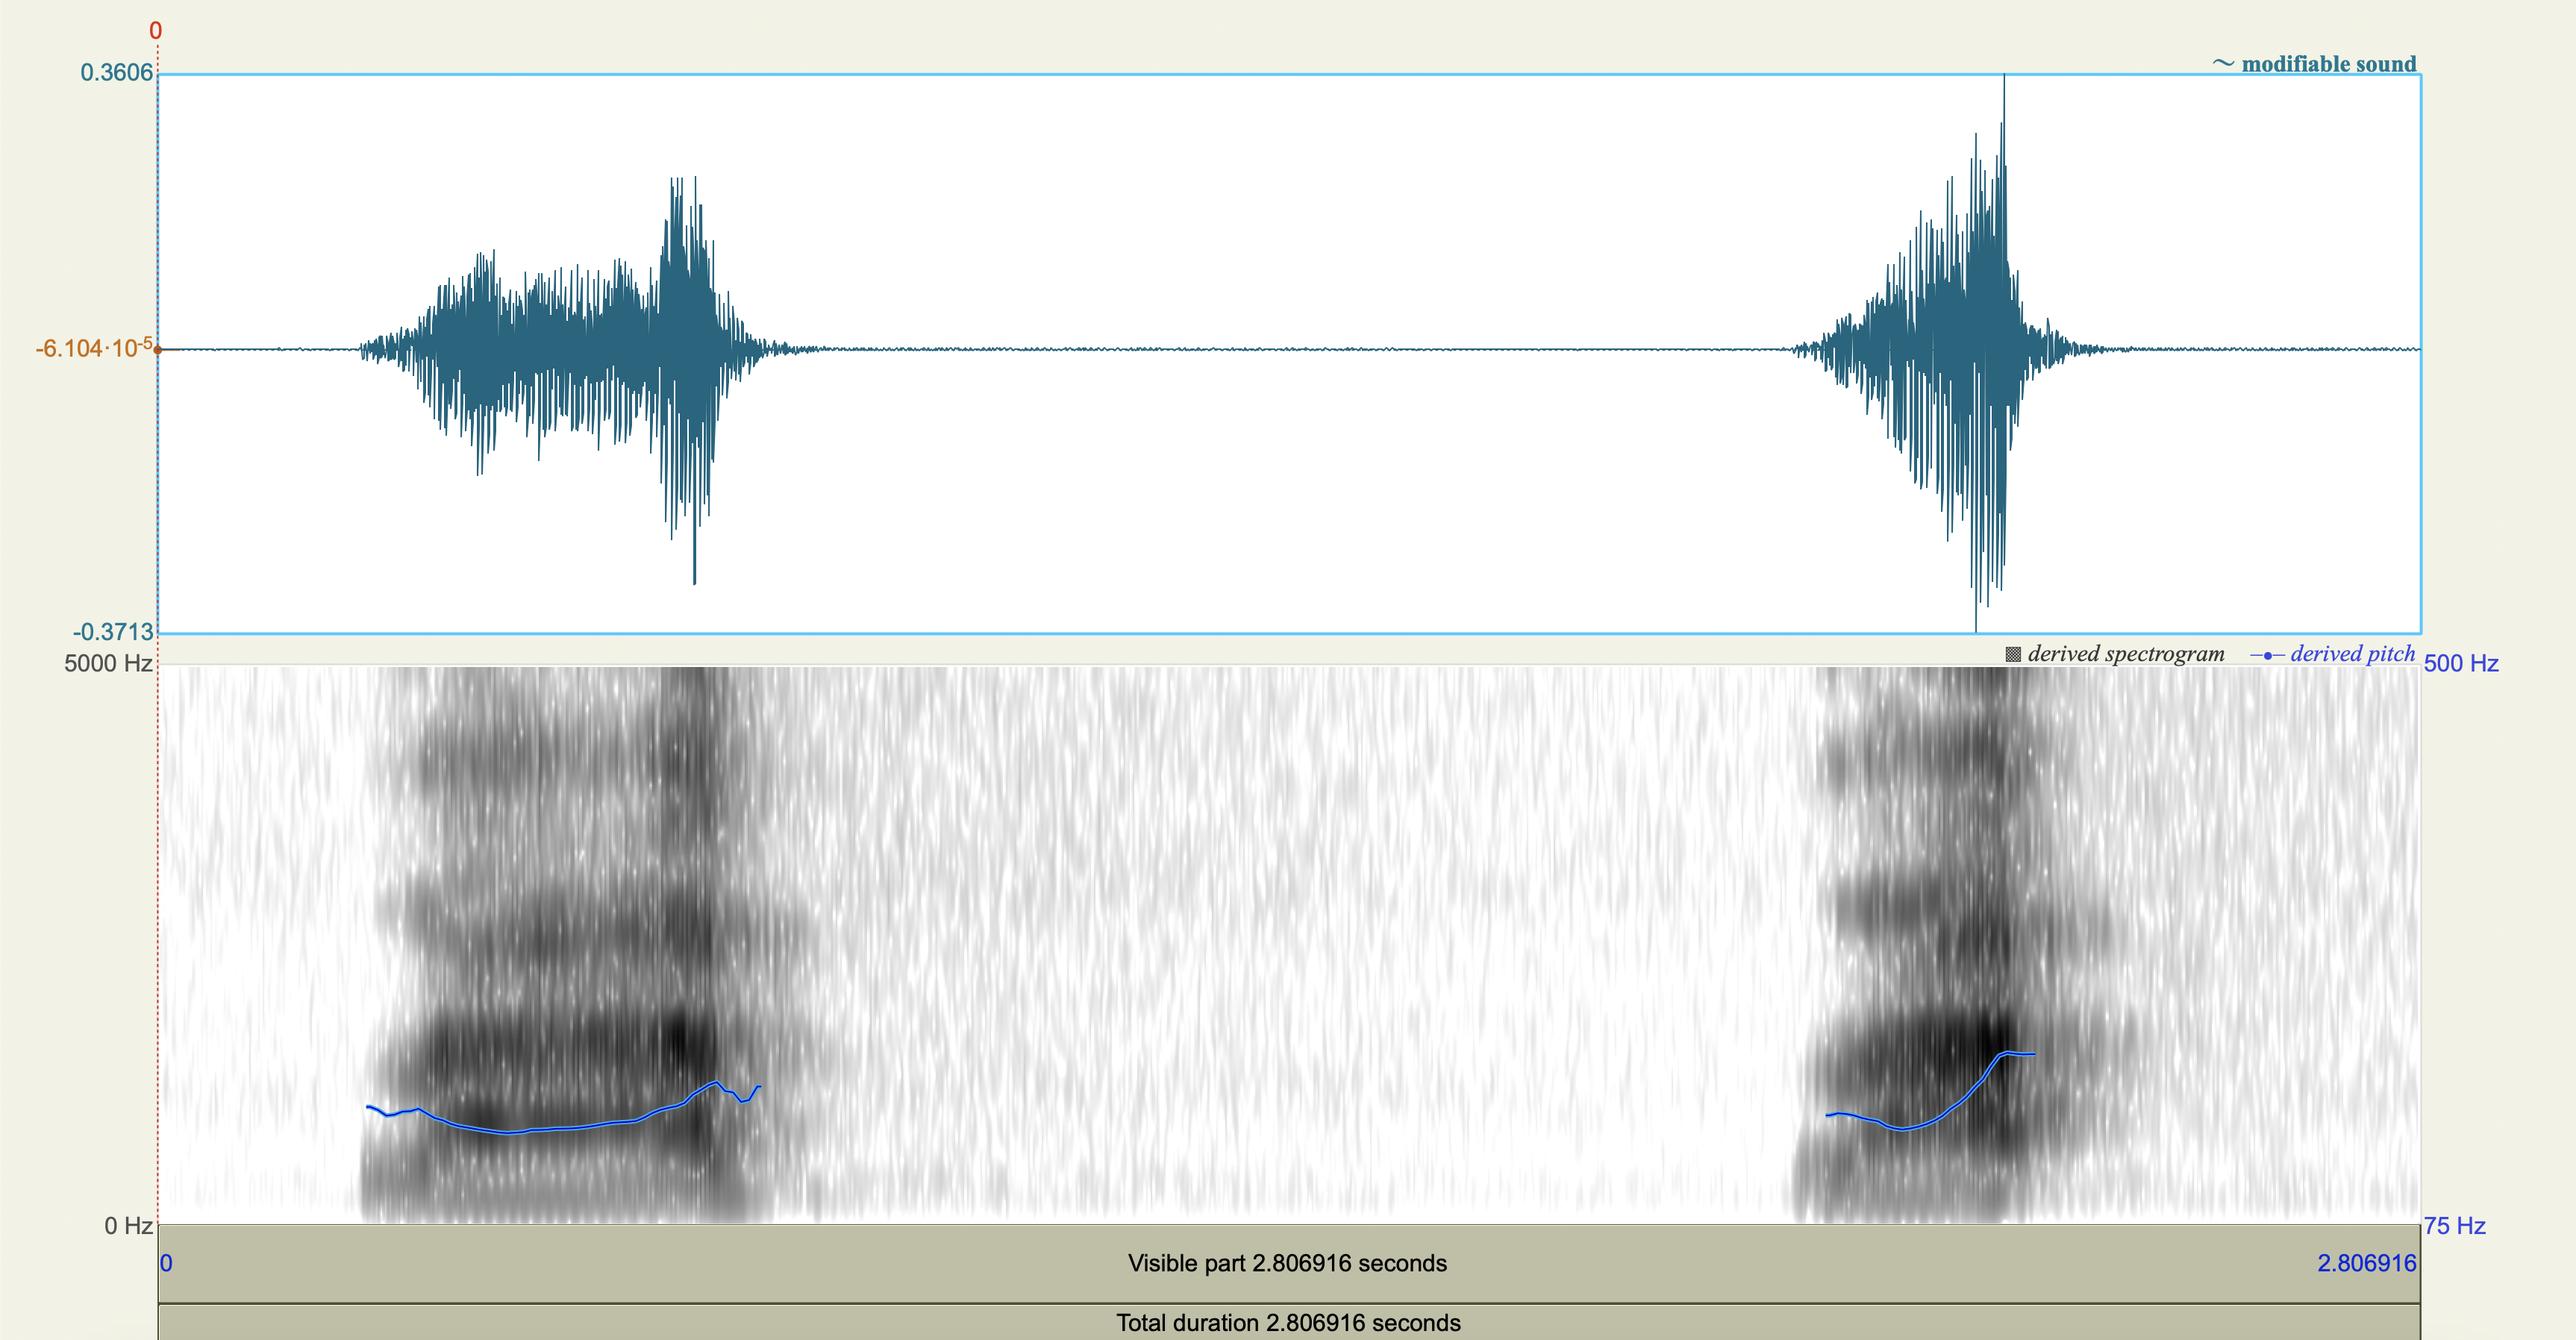 0
0.3606
~ modifiable sound
-6.104·10⁻⁵
-0.3713
5000 Hz
derived spectrogram
derived pitch
500 Hz
0 Hz
75 Hz
0
Visible part 2.806916 seconds
2.806916
Total duration 2.806916 seconds